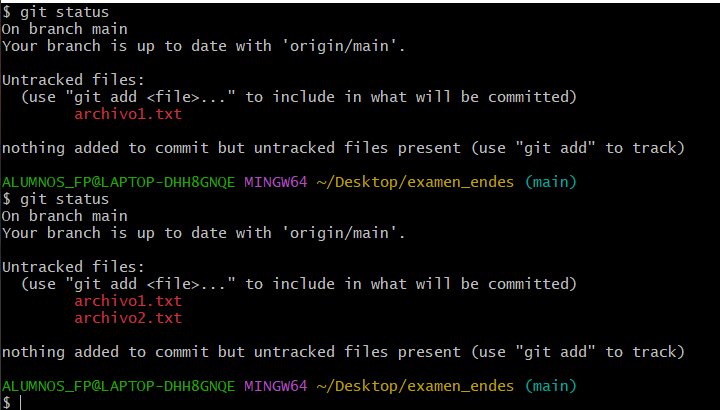 $ git status
On branch main
Your branch is up to date with 'origin/main'.

Untracked files:
  (use "git add <file>..." to include in what will be committed)
        archivo1.txt

nothing added to commit but untracked files present (use "git add" to track)

ALUMNOS_FP@LAPTOP-DHH8GNQE MINGW64 ~/Desktop/examen_endes (main)
$ git status
On branch main
Your branch is up to date with 'origin/main'.

Untracked files:
  (use "git add <file>..." to include in what will be committed)
        archivo1.txt
        archivo2.txt

nothing added to commit but untracked files present (use "git add" to track)

ALUMNOS_FP@LAPTOP-DHH8GNQE MINGW64 ~/Desktop/examen_endes (main)
$